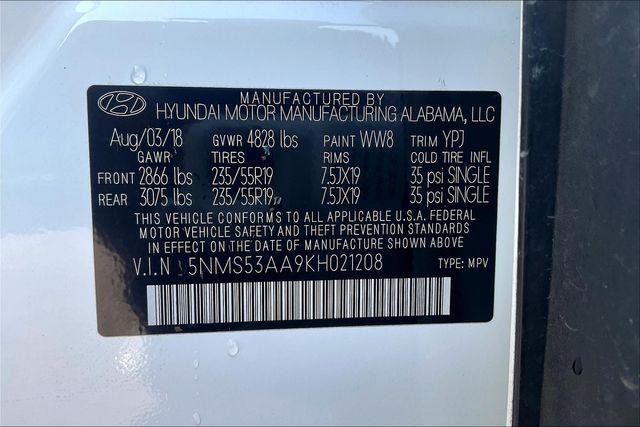 MANUFACTURED BY
HYUNDAI MOTOR MANUFACTURING ALABAMA, LLC
Aug/03/18 GVWR 4828 lbs PAINT WW8 TRIM YPJ
GAWR TIRES RIMS COLD TIRE INFL
FRONT 2866 lbs 235/55R19 7.5JX19 35 psi SINGLE
REAR 3075 lbs 235/55R19 7.5JX19 35 psi SINGLE
THIS VEHICLE CONFORMS TO ALL APPLICABLE U.S.A. FEDERAL
MOTOR VEHICLE SAFETY AND THEFT PREVENTION STANDARDS
IN EFFECT ON THE DATE OF MANUFACTURE SHOWN ABOVE
V.I.N 5NMS53AA9KH021208 TYPE: MPV